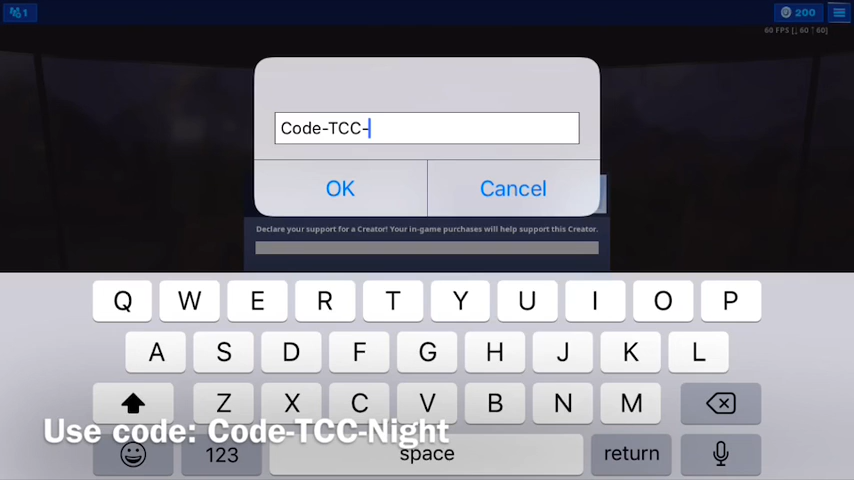 1
200
60 FPS [↓60 ↑60]
Code-TCC-
OK
Cancel
Declare your support for a Creator! Your in-game purchases will help support this Creator.
Q W E R T Y U I O P
A S D F G H J K L
Z X C V B N M
Use code: Code-TCC-Night
123
space
return